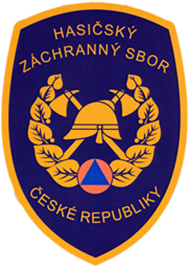 HASIČSKÝ
ZÁCHRANNÝ SBOR
ČESKÉ REPUBLIKY